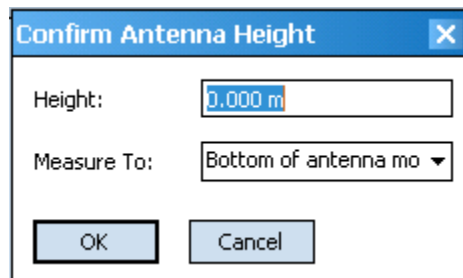 Confirm Antenna Height
Height: 0.000 m
Measure To: Bottom of antenna mo
OK Cancel